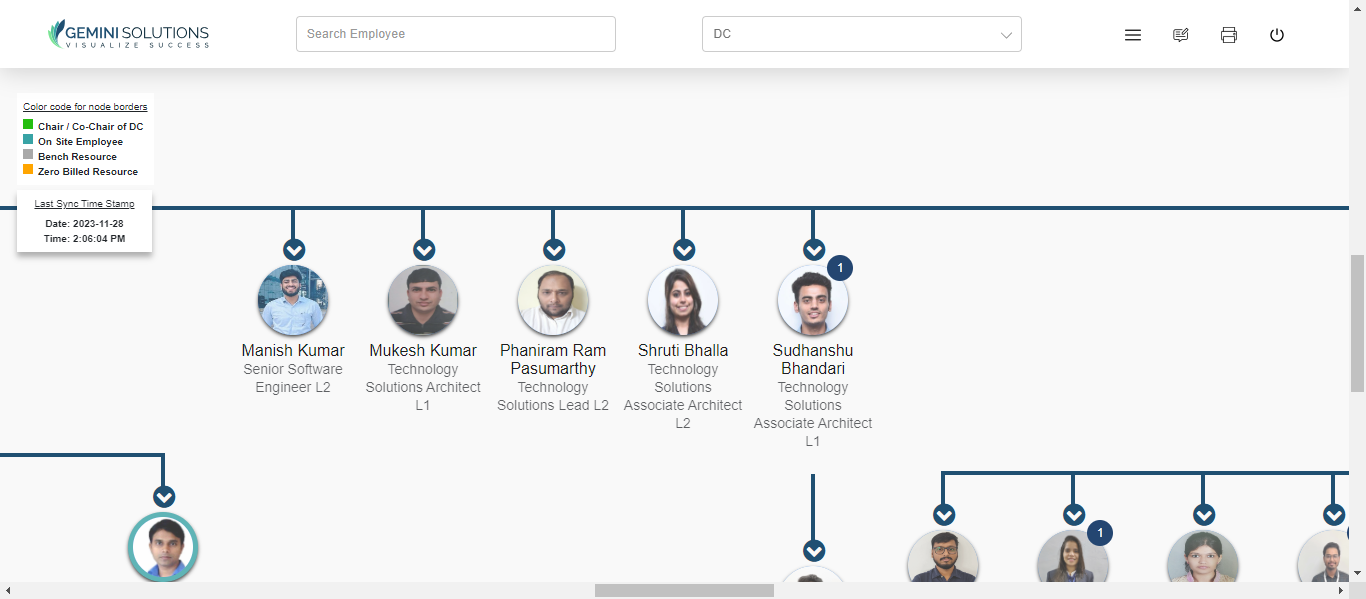 GEMINI SOLUTIONS
VISUALIZE SUCCESS
Search Employee
DC
Color code for node borders
Chair / Co-Chair of DC
On Site Employee
Bench Resource
Zero Billed Resource
Last Sync Time Stamp
Date: 2023-11-28
Time: 2:06:04 PM
Manish Kumar
Senior Software
Engineer L2
Mukesh Kumar
Technology
Solutions Architect
L1
Phaniram Ram
Pasumarthy
Technology
Solutions Lead L2
Shruti Bhalla
Technology
Solutions
Associate Architect
L2
1
Sudhanshu
Bhandari
Technology
Solutions
Associate Architect
L1
1